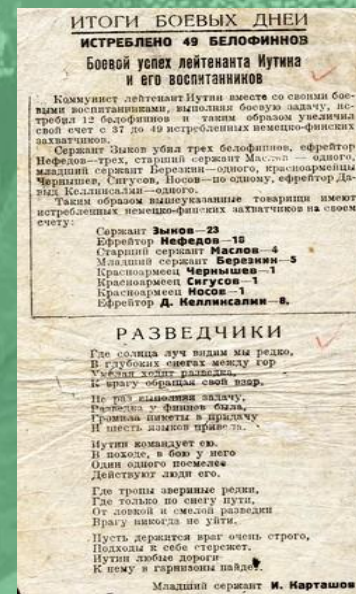 ИТОГИ БОЕВЫХ ДНЕЙ
ИСТРЕБЛЕНО 49 БЕЛОФИННОВ
Боевой успех лейтенанта Иутина
и его воспитанников
Коммунист лейтенант Иутин вместе со своими бое-
выми воспитанниками, выполняя боевую задачу, ис-
требил 12 белофиннов и таким образом увеличил
свой счет с 37 до 49 истребленных немецко-финских
захватчиков.
Сержант Зыков убил трех белофиннов, ефрейтор
Нефедов—трех, старший сержант Маслов — одного,
младший сержант Березкин—одного, красноармейцы
Чернышев, Сигусов, Носов—по одному, ефрейтор Да-
выд Келлинсалми—одного.
Таким образом вышеуказанные товарищи имеют
истребленных немецко-финских захватчиков на своем
счету:
Сержант Зыков—23
Ефрейтор Нефедов—18
Старший сержант Маслов—4
Младший сержант Березкин—5
Красноармеец Чернышев—1
Красноармеец Сигусов—1
Красноармеец Носов—1
Ефрейтор Д. Келлинсалми—8.
РАЗВЕДЧИКИ
Где солнца луч видим мы редко,
В глубоких снегах между гор
Умелая ходит разведка,
К врагу обращая свой взор.
Не раз выполняя задачу,
Разведка у финнов была,
Громила пикеты в придачу
И шесть языков привела.
Иутин командует ею.
В походе, в бою у него
Один одного посмелее
Действуют люди его.
Где тропы звериные редки,
Где только по снегу пути,
От ловкой и смелой разведки
Врагу никогда не уйти.
Пусть держится враг очень строго,
Подходы к себе стережет.
Иутин любые дороги
К нему в гарнизоны найдет.
Младший сержант И. Карташов